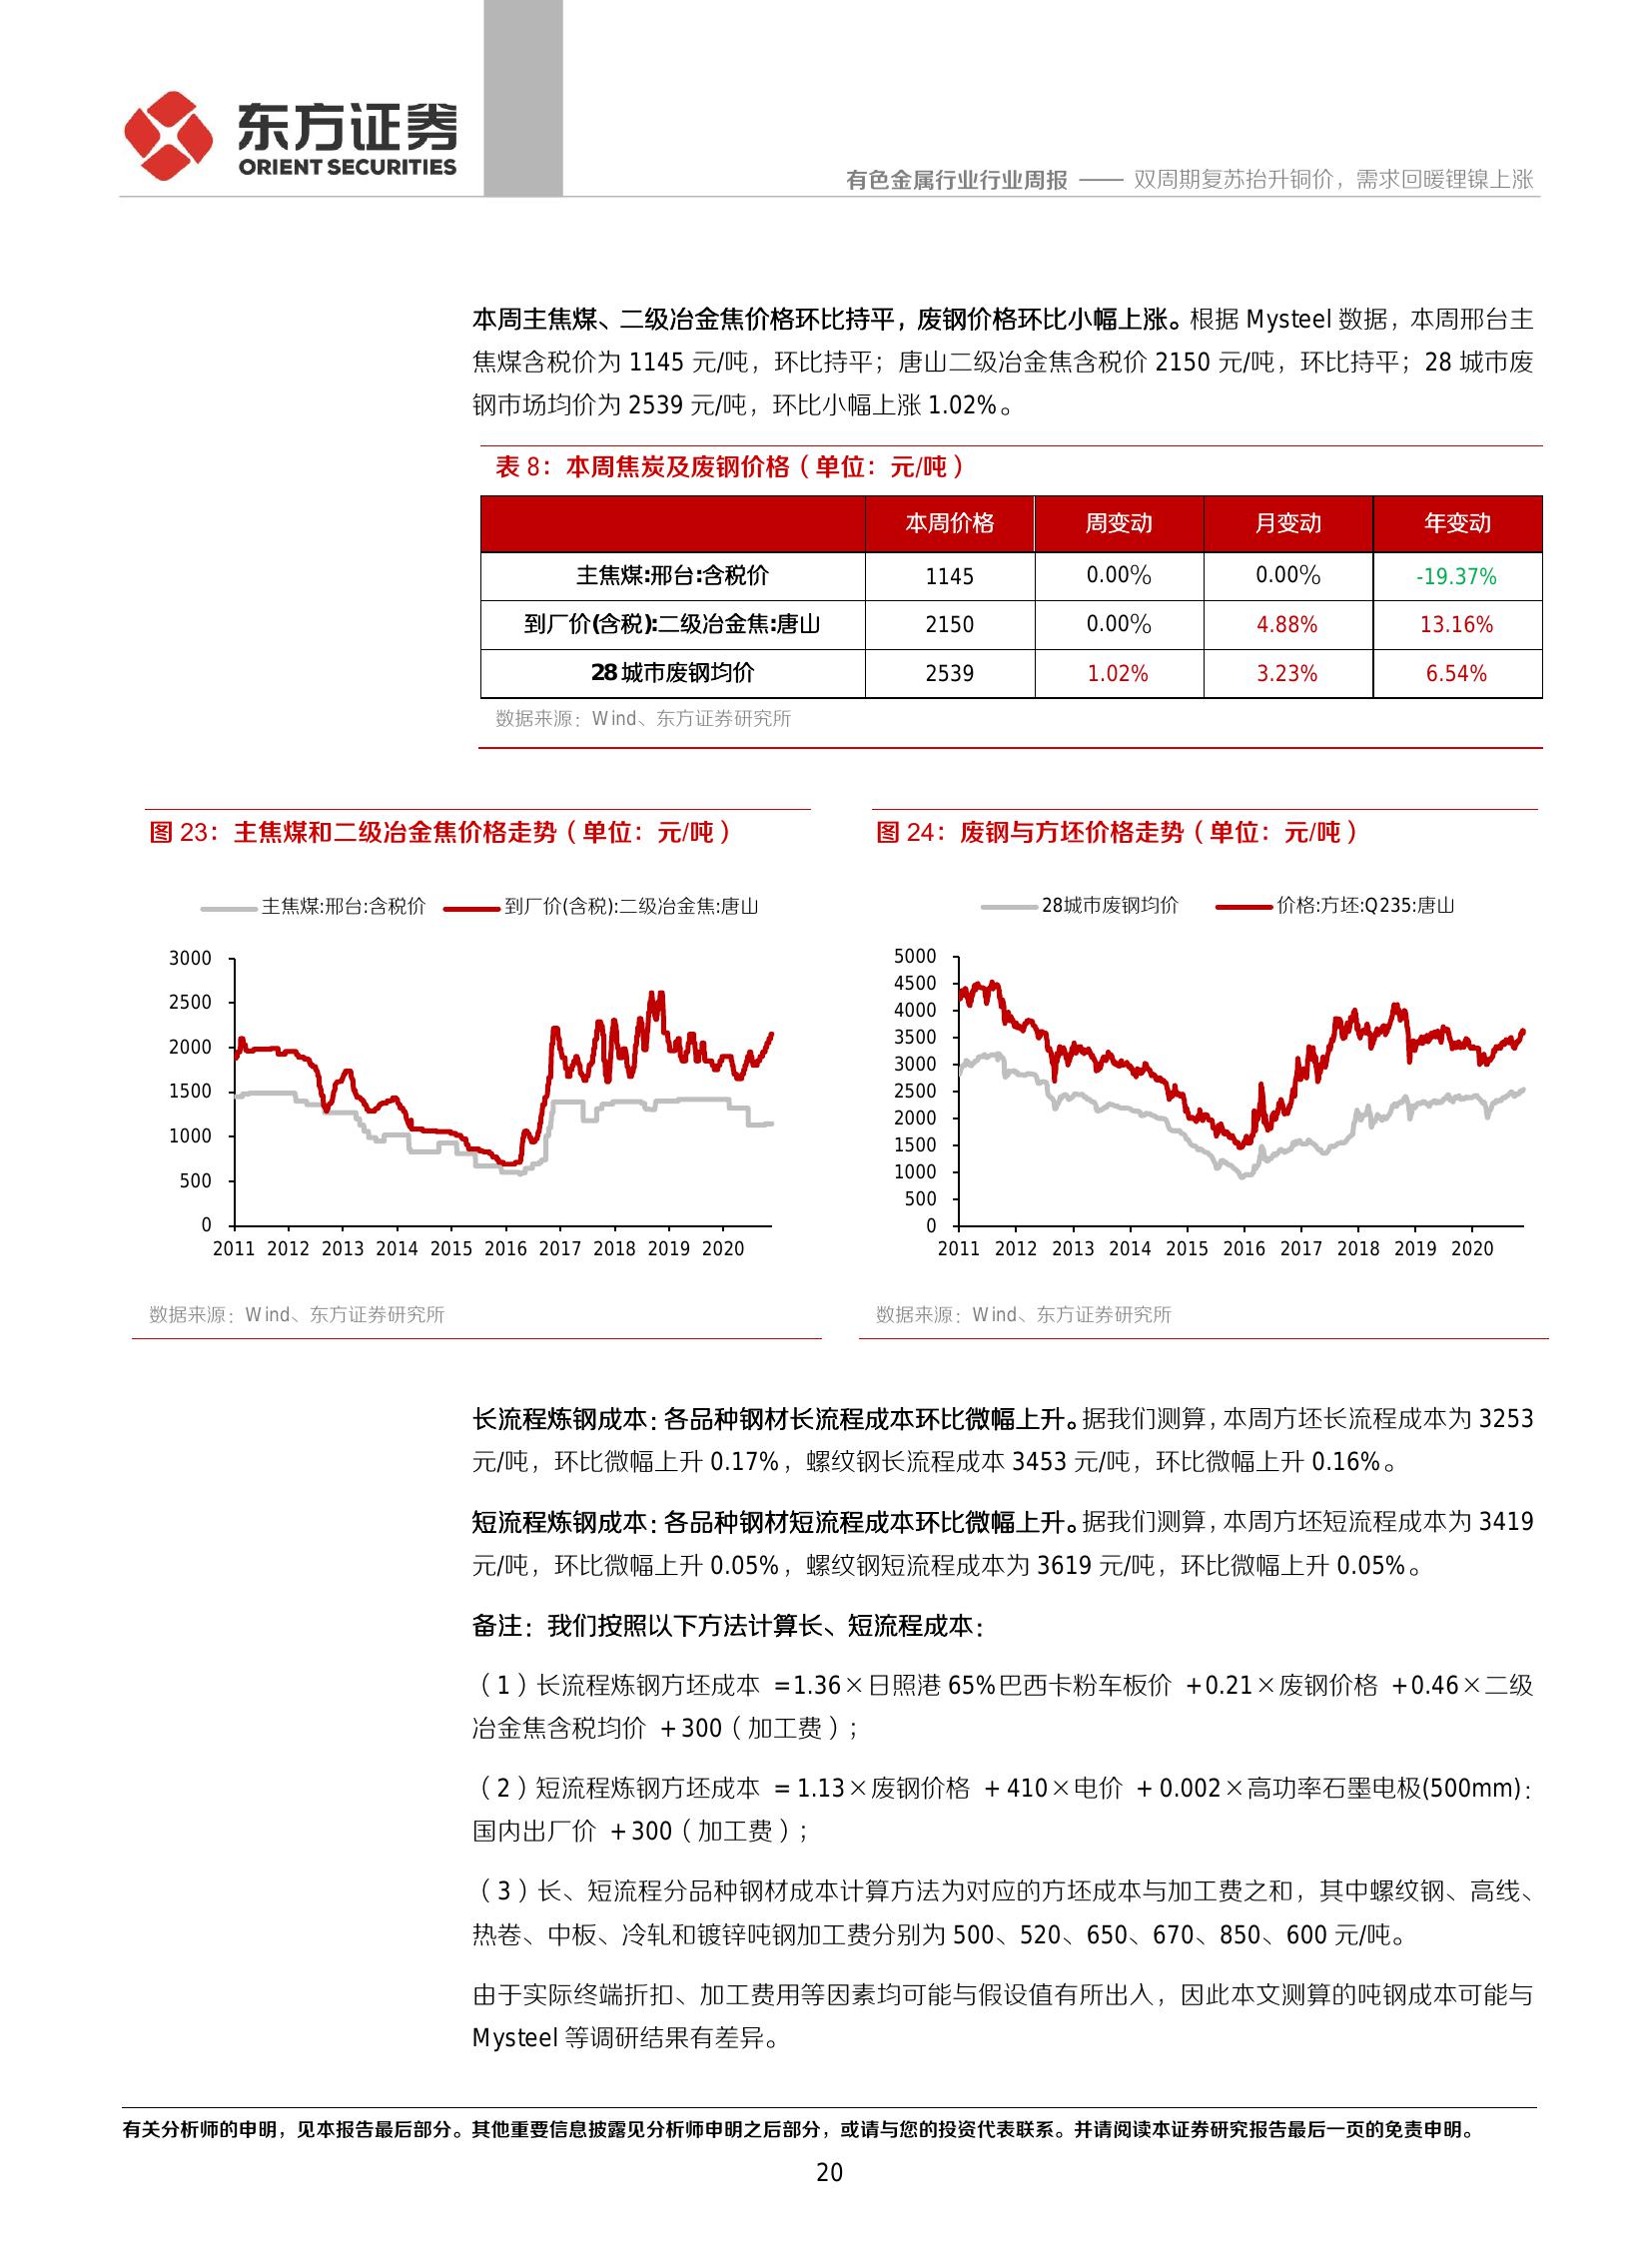 东方证券
ORIENT SECURITIES
有色金属行业行业周报 —— 双周期复苏抬升铜价，需求回暖锂镍上涨
本周主焦煤、二级冶金焦价格环比持平，废钢价格环比小幅上涨。根据 Mysteel 数据，本周邢台主
焦煤含税价为 1145 元/吨，环比持平；唐山二级冶金焦含税价 2150 元/吨，环比持平；28 城市废
钢市场均价为 2539 元/吨，环比小幅上涨 1.02%。
表 8：本周焦炭及废钢价格（单位：元/吨）
本周价格 周变动 月变动 年变动
主焦煤:邢台:含税价 1145 0.00% 0.00% -19.37%
到厂价(含税):二级冶金焦:唐山 2150 0.00% 4.88% 13.16%
28 城市废钢均价 2539 1.02% 3.23% 6.54%
数据来源：Wind、东方证券研究所
图 23：主焦煤和二级冶金焦价格走势（单位：元/吨）
主焦煤:邢台:含税价 到厂价(含税):二级冶金焦:唐山
3000
2500
2000
1500
1000
500
0
2011 2012 2013 2014 2015 2016 2017 2018 2019 2020
数据来源：Wind、东方证券研究所
图 24：废钢与方坯价格走势（单位：元/吨）
28城市废钢均价 价格:方坯:Q235:唐山
5000
4500
4000
3500
3000
2500
2000
1500
1000
500
0
2011 2012 2013 2014 2015 2016 2017 2018 2019 2020
数据来源：Wind、东方证券研究所
长流程炼钢成本：各品种钢材长流程成本环比微幅上升。据我们测算，本周方坯长流程成本为 3253
元/吨，环比微幅上升 0.17%，螺纹钢长流程成本 3453 元/吨，环比微幅上升 0.16%。
短流程炼钢成本：各品种钢材短流程成本环比微幅上升。据我们测算，本周方坯短流程成本为 3419
元/吨，环比微幅上升 0.05%，螺纹钢短流程成本为 3619 元/吨，环比微幅上升 0.05%。
备注：我们按照以下方法计算长、短流程成本：
（1）长流程炼钢方坯成本 =1.36×日照港 65%巴西卡粉车板价 +0.21×废钢价格 +0.46×二级
冶金焦含税均价 +300（加工费）；
（2）短流程炼钢方坯成本 =1.13×废钢价格 +410×电价 +0.002×高功率石墨电极(500mm)：
国内出厂价 +300（加工费）；
（3）长、短流程分品种钢材成本计算方法为对应的方坯成本与加工费之和，其中螺纹钢、高线、
热卷、中板、冷轧和镀锌吨钢加工费分别为 500、520、650、670、850、600 元/吨。
由于实际终端折扣、加工费用等因素均可能与假设值有所出入，因此本文测算的吨钢成本可能与
Mysteel 等调研结果有差异。
有关分析师的申明，见本报告最后部分。其他重要信息披露见分析师申明之后部分，或请与您的投资代表联系。并请阅读本证券研究报告最后一页的免责申明。
20